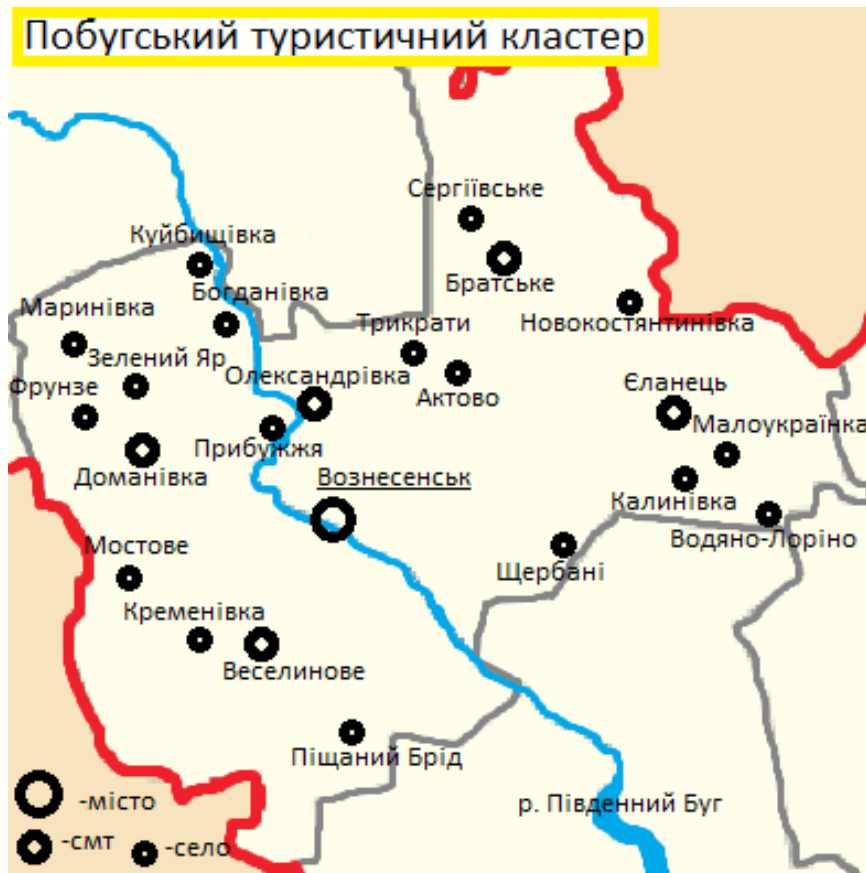 Побугський туристичний кластер
Сергіївське
Куйбищівка
Братське
Богданівка
Маринівка
Трикрати
Новокостянтинівка
Зелений Яр
Олександрівка
Фрунзе
Актово
Єланець
Малоукраїнка
Прибужжя
Доманівка
Вознесенськ
Калинівка
Водяно-Лоріно
Мостове
Щербані
Кременівка
Веселинове
Піщаний Брід
-місто
р. Південний Буг
-смт
-село